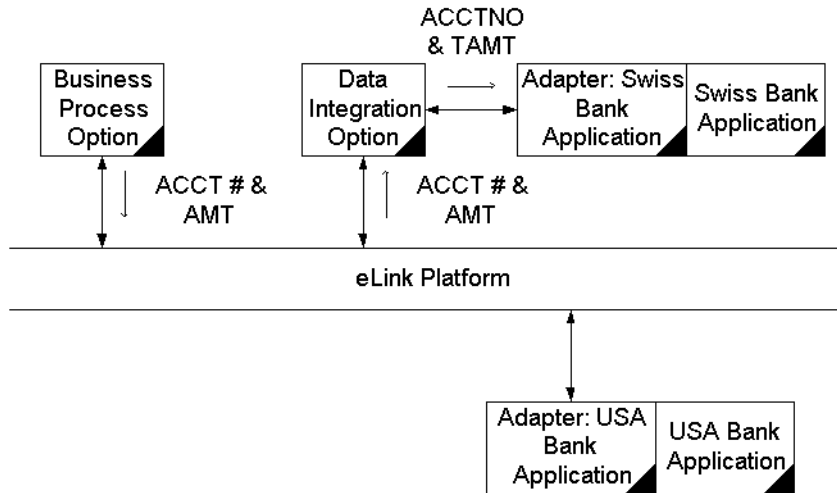 ACCTNO
& TAMT
Business
Process
Option
Data
Integration
Option
Adapter: Swiss
Bank
Application
Swiss Bank
Application
ACCT # &
AMT
ACCT # &
AMT
eLink Platform
Adapter: USA
Bank
Application
USA Bank
Application